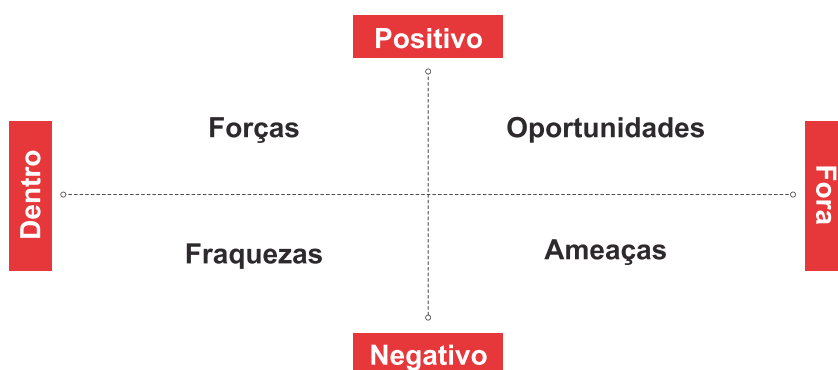 Positivo
Forças
Oportunidades
Dentro
Fora
Fraquezas
Ameaças
Negativo